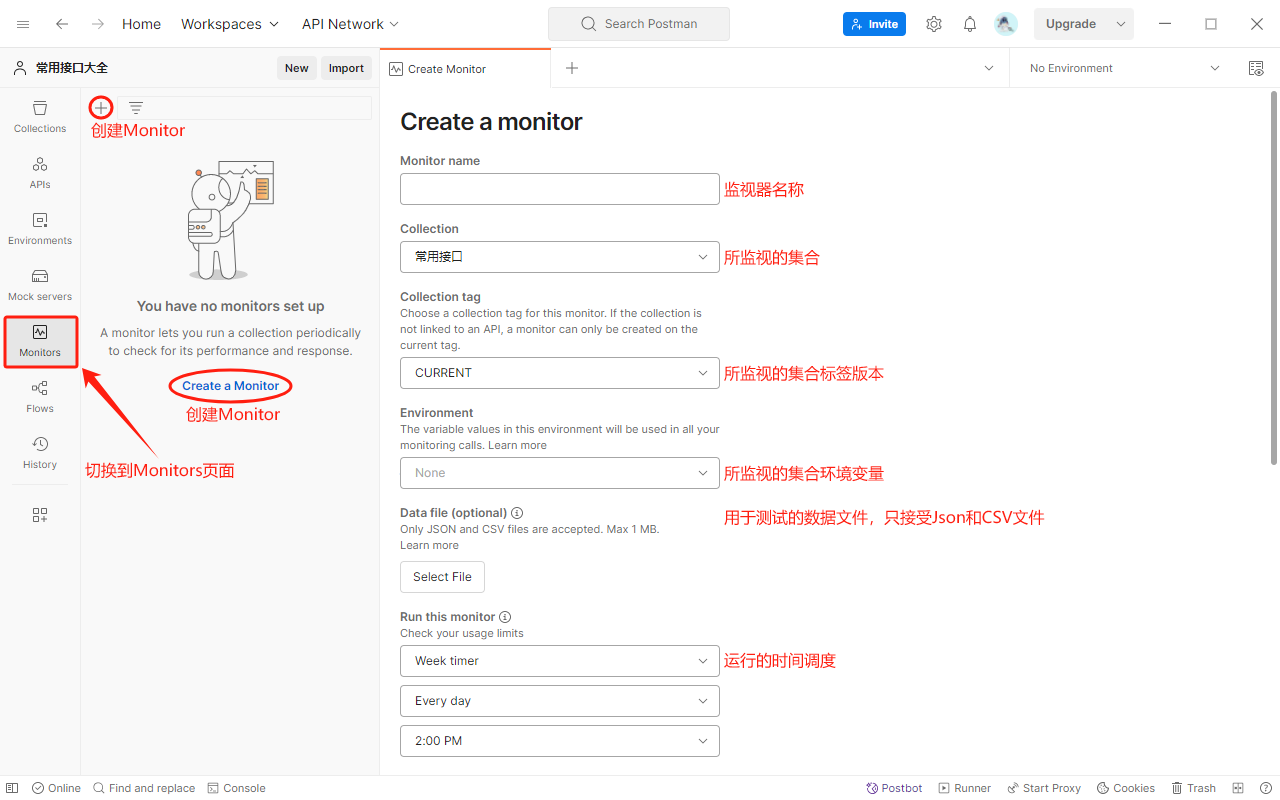 Home Workspaces API Network Search Postman Invite Upgrade
常用接口大全 New Import Create Monitor No Environment
Collections
APIs
Environments
Mock servers
Monitors
Flows
History
创建Monitor
You have no monitors set up
A monitor lets you run a collection periodically
to check for its performance and response.
Create a Monitor
创建Monitor
切换到Monitors页面
Create a monitor
Monitor name
监视器名称
Collection
常用接口
所监视的集合
Collection tag
Choose a collection tag for this monitor. If the collection is
not linked to an API, a monitor can only be created on the
current tag.
CURRENT
所监视的集合标签版本
Environment
The variable values in this environment will be used in all your
monitoring calls. Learn more
None
所监视的集合环境变量
Data file (optional)
用于测试的数据文件，只接受Json和CSV文件
Only JSON and CSV files are accepted. Max 1 MB.
Learn more
Select File
Run this monitor
Check your usage limits
Week timer
运行的时间调度
Every day
2:00 PM
Online Find and replace Console Postbot Runner Start Proxy Cookies Trash